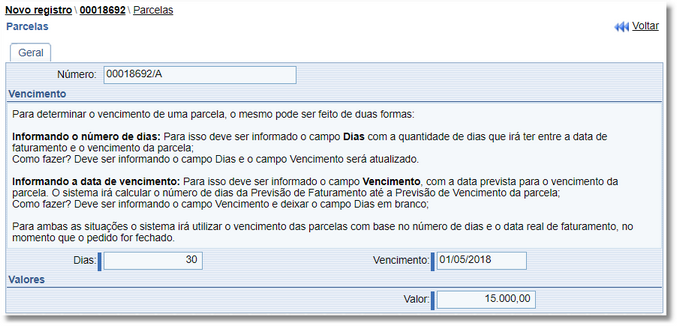 Novo registro \ 00018692 \ Parcelas
Parcelas
Voltar
Geral
Número: 00018692/A
Vencimento
Para determinar o vencimento de uma parcela, o mesmo pode ser feito de duas formas:
Informando o número de dias: Para isso deve ser informado o campo Dias com a quantidade de dias que irá ter entre a data de
faturamento e o vencimento da parcela;
Como fazer? Deve ser informando o campo Dias e o campo Vencimento será atualizado.
Informando a data de vencimento: Para isso deve ser informado o campo Vencimento, com a data prevista para o vencimento da
parcela. O sistema irá calcular o número de dias da Previsão de Faturamento até a Previsão de Vencimento da parcela;
Como fazer? Deve ser informando o campo Vencimento e deixar o campo Dias em branco;
Para ambas as situações o sistema irá utilizar o vencimento das parcelas com base no número de dias e o data real de faturamento, no
momento que o pedido for fechado.
Dias: 30 Vencimento: 01/05/2018
Valores
Valor: 15.000,00